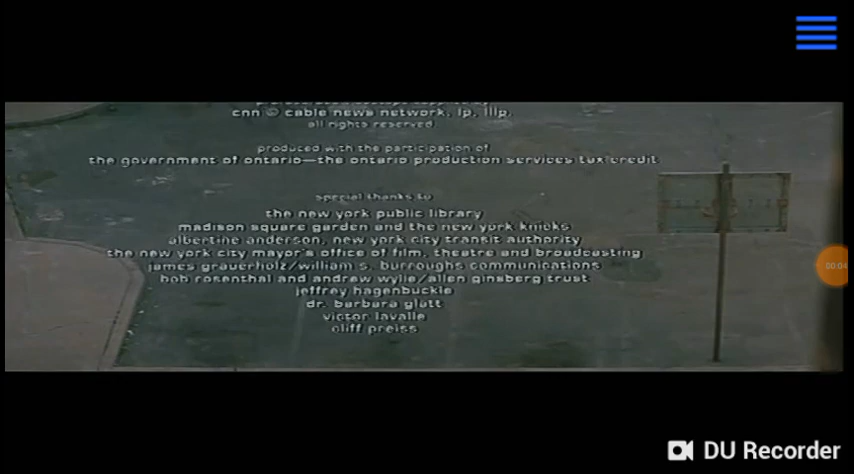 cnn © cable news network, lp, lllp.
all rights reserved
produced with the participation of
the government of ontario—the ontario production services tax credit
special thanks to
the new york public library
madison square garden and the new york knicks
albertine anderson, new york city transit authority
the new york city mayor's office of film, theatre and broadcasting
james grauerholz/william s. burroughs communications
bob rosenthal and andrew wylie/allen ginsberg trust
jeffrey hagenbuckle
dr. barbara glatt
victor lavalle
cliff preiss
00:04
DU Recorder